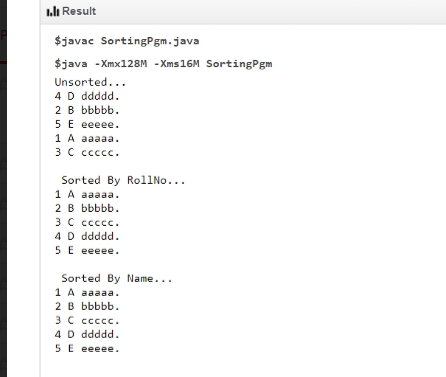 Result
$javac SortingPgm.java
$java -Xmx128M -Xms16M SortingPgm
Unsorted...
4 D ddddd.
2 B bbbbb.
5 E eeeee.
1 A aaaaa.
3 C ccccc.
Sorted By RollNo...
1 A aaaaa.
2 B bbbbb.
3 C ccccc.
4 D ddddd.
5 E eeeee.
Sorted By Name...
1 A aaaaa.
2 B bbbbb.
3 C ccccc.
4 D ddddd.
5 E eeeee.